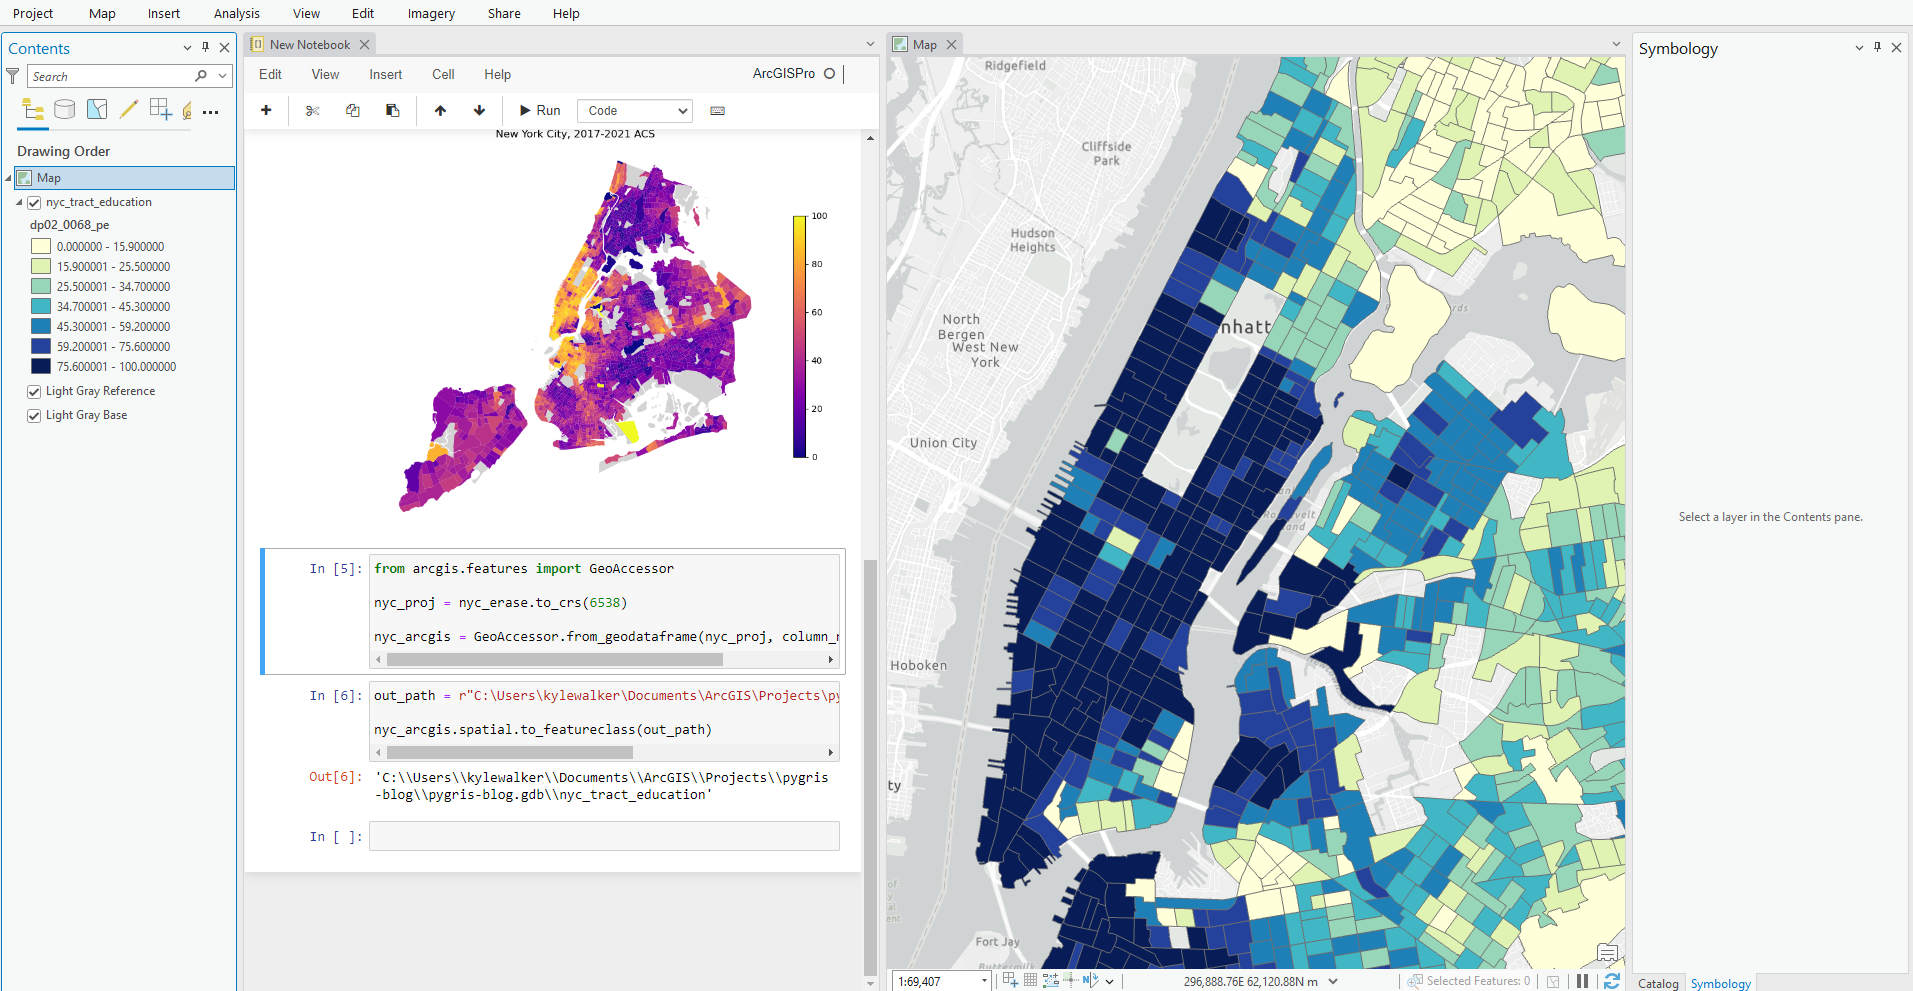 Project Map Insert Analysis View Edit Imagery Share Help
Contents
Search
Drawing Order
Map
nyc_tract_education
dp02_0068_pe
0.000000 - 15.900000
15.900001 - 25.500000
25.500001 - 34.700000
34.700001 - 45.300000
45.300001 - 59.200000
59.200001 - 75.600000
75.600001 - 100.000000
Light Gray Reference
Light Gray Base
New Notebook
Edit View Insert Cell Help
ArcGISPro
Run Code
New York City, 2017-2021 ACS
100
80
60
40
20
0
In [5]:
from arcgis.features import GeoAccessor
nyc_proj = nyc_erase.to_crs(6538)
nyc_arcgis = GeoAccessor.from_geodataframe(nyc_proj, column_
In [6]:
out_path = r"C:\Users\kylewalker\Documents\ArcGIS\Projects\py
nyc_arcgis.spatial.to_featureclass(out_path)
Out[6]:
'C:\\Users\\kylewalker\\Documents\\ArcGIS\\Projects\\pygris
-blog\\pygris-blog.gdb\\nyc_tract_education'
In [ ]:
Map
Ridgefield
Cliffside
Park
Hudson
Heights
North
Bergen
West New
York
nhatt
rds
Union City
Roosevelt
Hoboken
ty
Fort Jay
Buttermilk
1:69,407
296,888.76E 62,120.88N m
Selected Features: 0
Symbology
Select a layer in the Contents pane.
Catalog Symbology